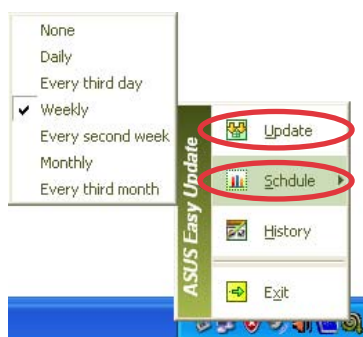 None
Daily
Every third day
Weekly
Every second week
Monthly
Every third month
ASUS Easy Update
Update
Schdule
History
Exit